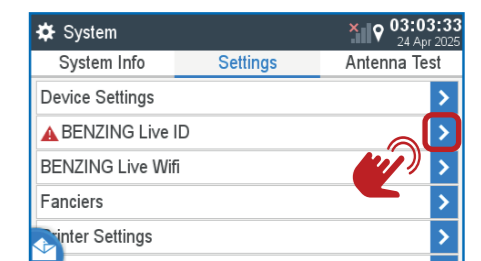 System
03:03:33
24 Apr 2025
System Info Settings Antenna Test
Device Settings
BENZING Live ID
BENZING Live Wifi
Fanciers
Printer Settings